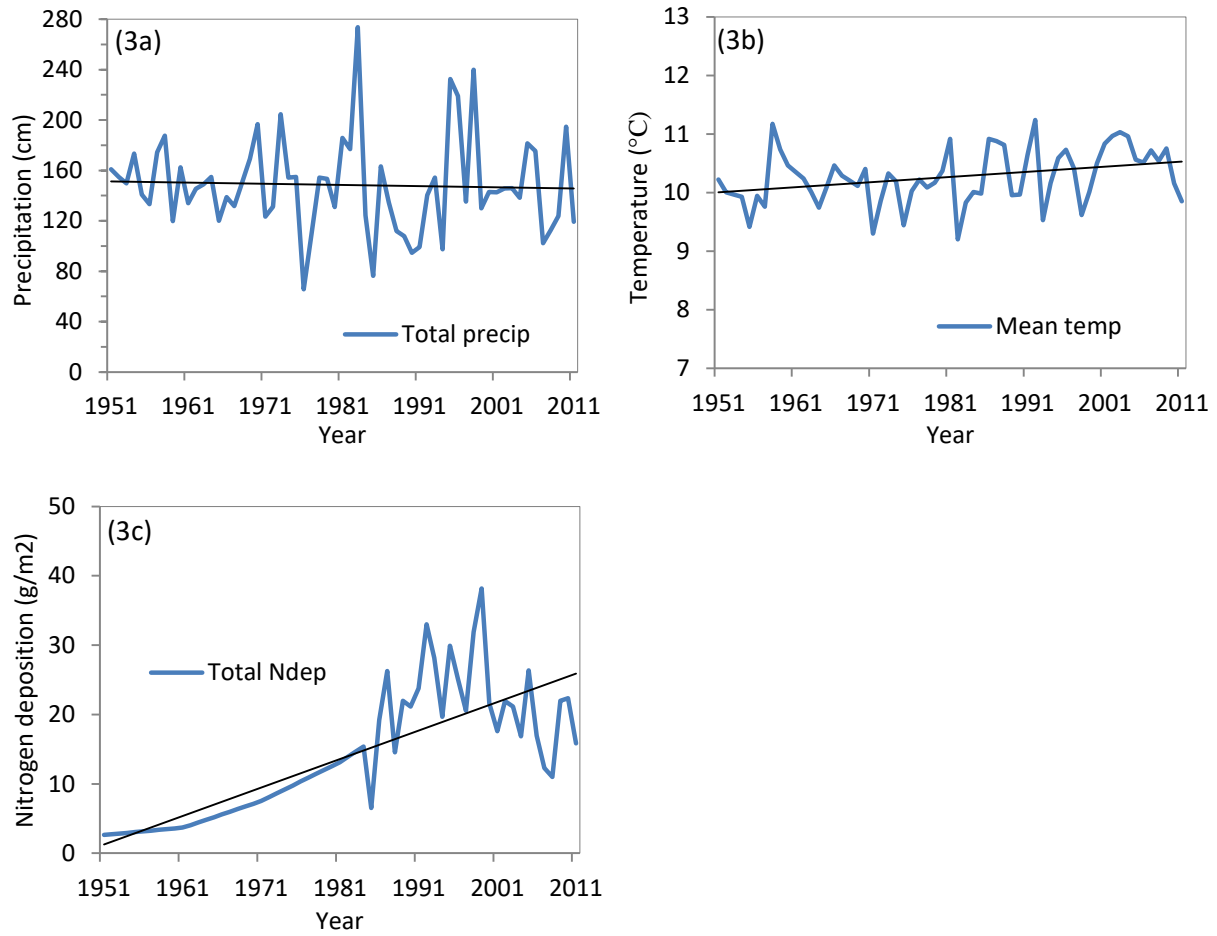 (3a)
Precipitation (cm)
280
240
200
160
120
80
40
0
Total precip
1951 1961 1971 1981 1991 2001 2011
Year
(3b)
Temperature (°C)
13
12
11
10
9
8
7
Mean temp
1951 1961 1971 1981 1991 2001 2011
Year
(3c)
Nitrogen deposition (g/m2)
50
40
30
20
10
0
Total Ndep
1951 1961 1971 1981 1991 2001 2011
Year